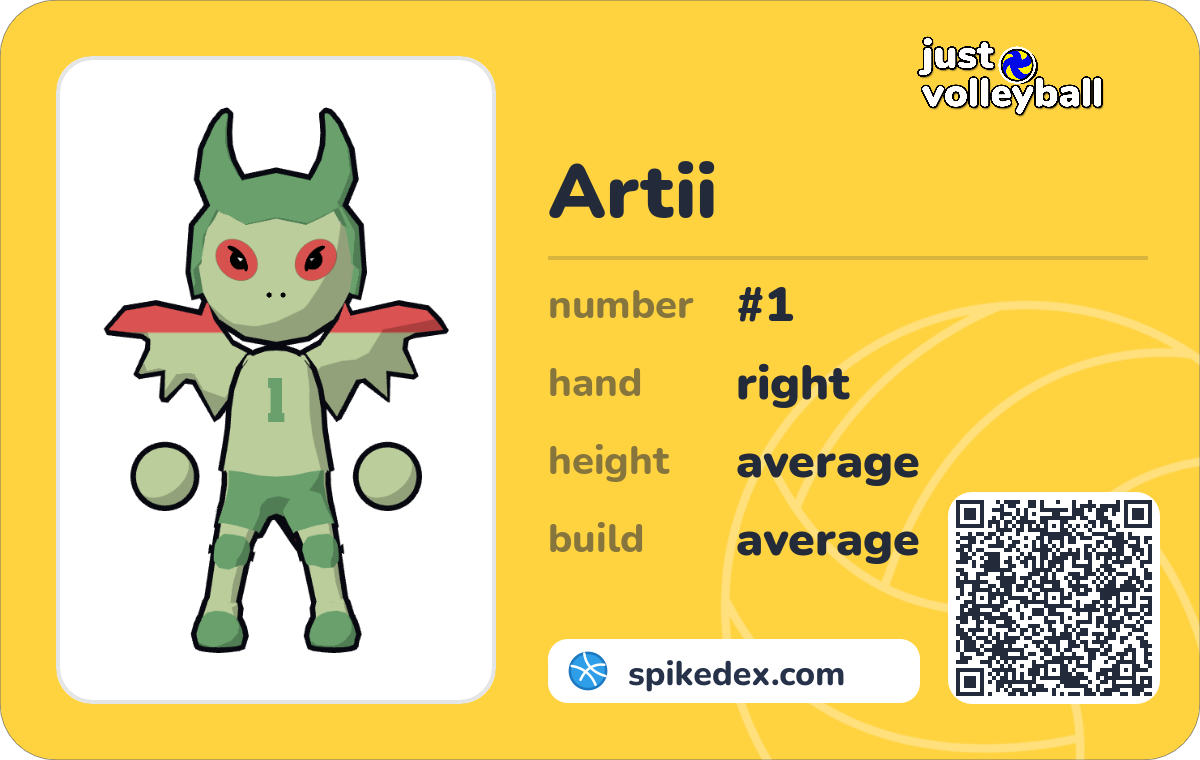 just
volleyball
Artii
number #1
hand right
height average
build average
1
spikedex.com